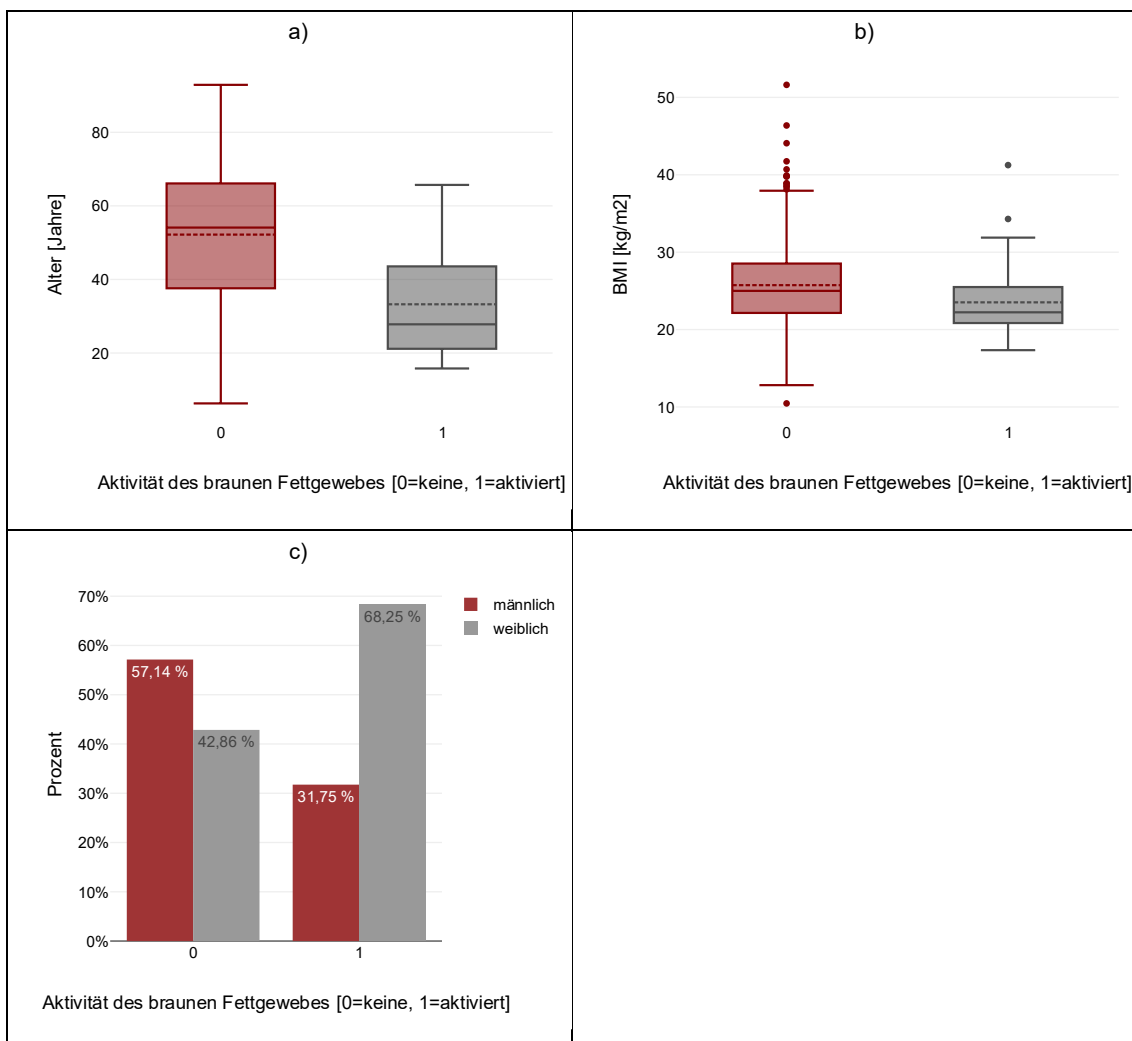 a)
80
60
40
20
Alter [Jahre]
0
1
Aktivität des braunen Fettgewebes [0=keine, 1=aktiviert]
b)
50
40
30
20
10
BMI [kg/m2]
0
1
Aktivität des braunen Fettgewebes [0=keine, 1=aktiviert]
c)
70%
60%
50%
40%
30%
20%
10%
0%
Prozent
57,14 %
42,86 %
31,75 %
68,25 %
männlich
weiblich
0
1
Aktivität des braunen Fettgewebes [0=keine, 1=aktiviert]